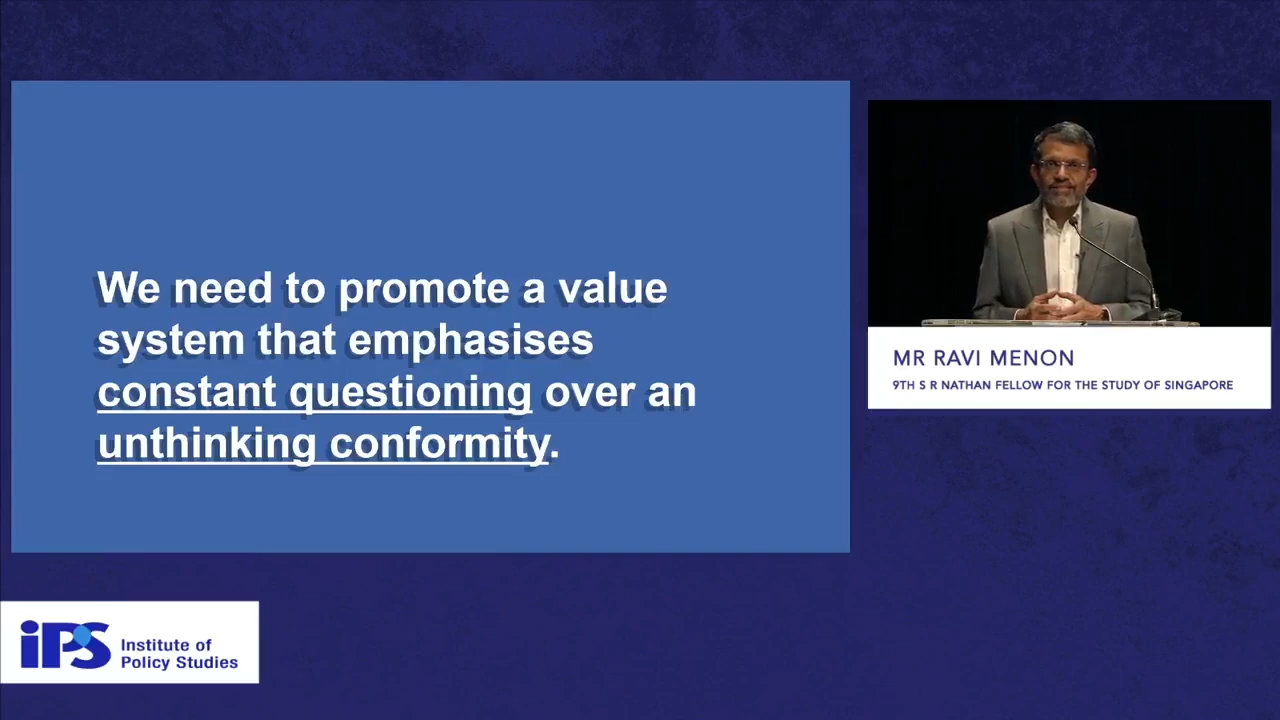 We need to promote a value
system that emphasises
constant questioning over an
unthinking conformity.
MR RAVI MENON
9TH S R NATHAN FELLOW FOR THE STUDY OF SINGAPORE
iPS
Institute of
Policy Studies